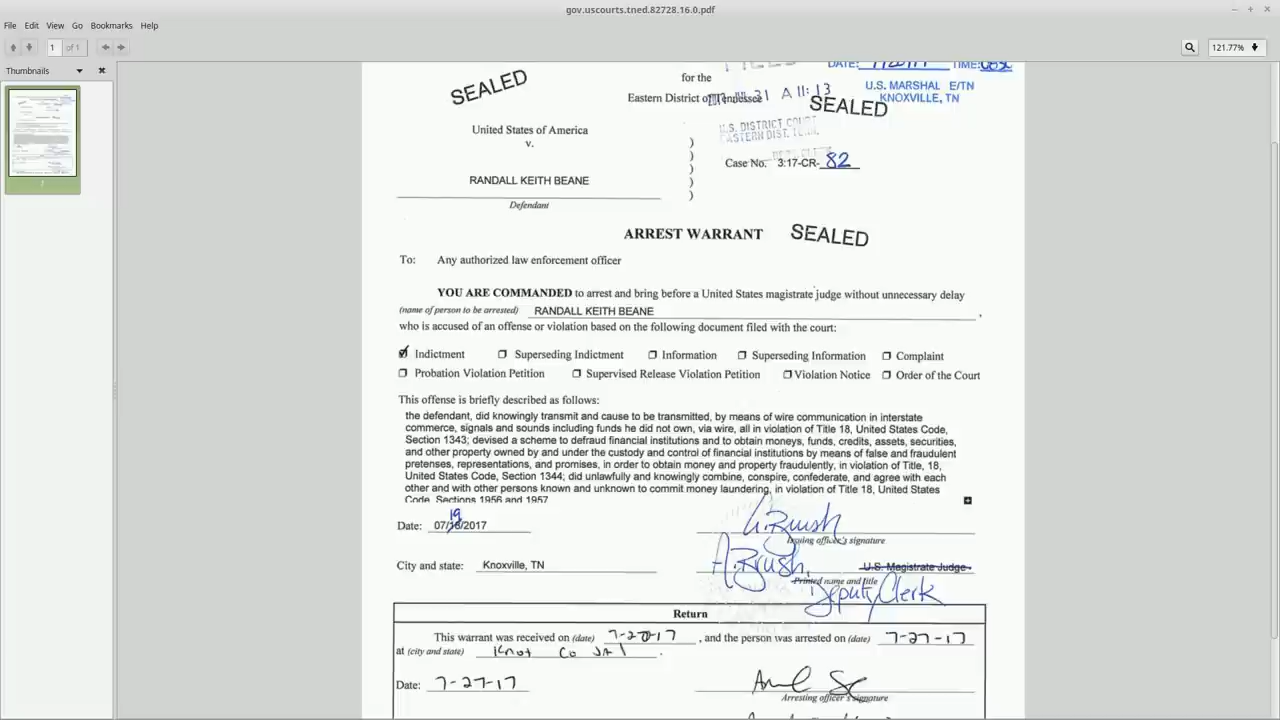 gov.uscourts.tned.82728.16.0.pdf
File Edit View Go Bookmarks Help
1 of 1 121.77%
Thumbnails
SEALED
for the
DATE: TIME:
Eastern District of Tennessee
31 A 11: 13
U.S. MARSHAL E/TN
KNOXVILLE, TN
SEALED
U.S. DISTRICT COURT
EASTERN DIST. TENN.
United States of America
v.
Case No. 3:17-CR- 82
RANDALL KEITH BEANE
Defendant
)
)
)
)
)
ARREST WARRANT SEALED
To: Any authorized law enforcement officer
YOU ARE COMMANDED to arrest and bring before a United States magistrate judge without unnecessary delay
(name of person to be arrested) RANDALL KEITH BEANE ,
who is accused of an offense or violation based on the following document filed with the court:
Indictment Superseding Indictment Information Superseding Information Complaint
Probation Violation Petition Supervised Release Violation Petition Violation Notice Order of the Court
This offense is briefly described as follows:
the defendant, did knowingly transmit and cause to be transmitted, by means of wire communication in interstate
commerce, signals and sounds including funds he did not own, via wire, all in violation of Title 18, United States Code,
Section 1343; devised a scheme to defraud financial institutions and to obtain moneys, funds, credits, assets, securities,
and other property owned by and under the custody and control of financial institutions by means of false and fraudulent
pretenses, representations, and promises, in order to obtain money and property fraudulently, in violation of Title, 18,
United States Code, Section 1344; did unlawfully and knowingly combine, conspire, confederate, and agree with each
other and with other persons known and unknown to commit money laundering, in violation of Title 18, United States
Code, Sections 1956 and 1957
19
Date: 07/18/2017
A. Brush
Issuing officer's signature
City and state: Knoxville, TN
A. Brush, U.S. Magistrate Judge
Printed name and title
Deputy Clerk
Return
This warrant was received on (date) 7-20-17 , and the person was arrested on (date) 7-27-17
at (city and state) Knox Co Jail .
Date: 7-27-17
Arresting officer's signature